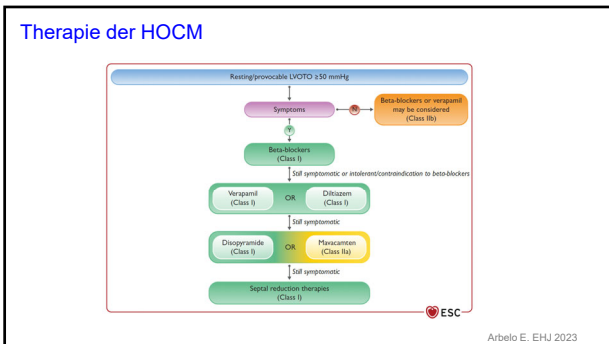 Therapie der HOCM
Resting/provocable LVOTO ≥50 mmHg
Symptoms
N
Beta-blockers or verapamil
may be considered
(Class IIb)
Y
Beta-blockers
(Class I)
Still symptomatic or intolerant/contraindication to beta-blockers
Verapamil
(Class I)
OR
Diltiazem
(Class I)
Still symptomatic
Disopyramide
(Class I)
OR
Mavacamten
(Class IIa)
Still symptomatic
Septal reduction therapies
(Class I)
ESC
Arbelo E. EHJ 2023